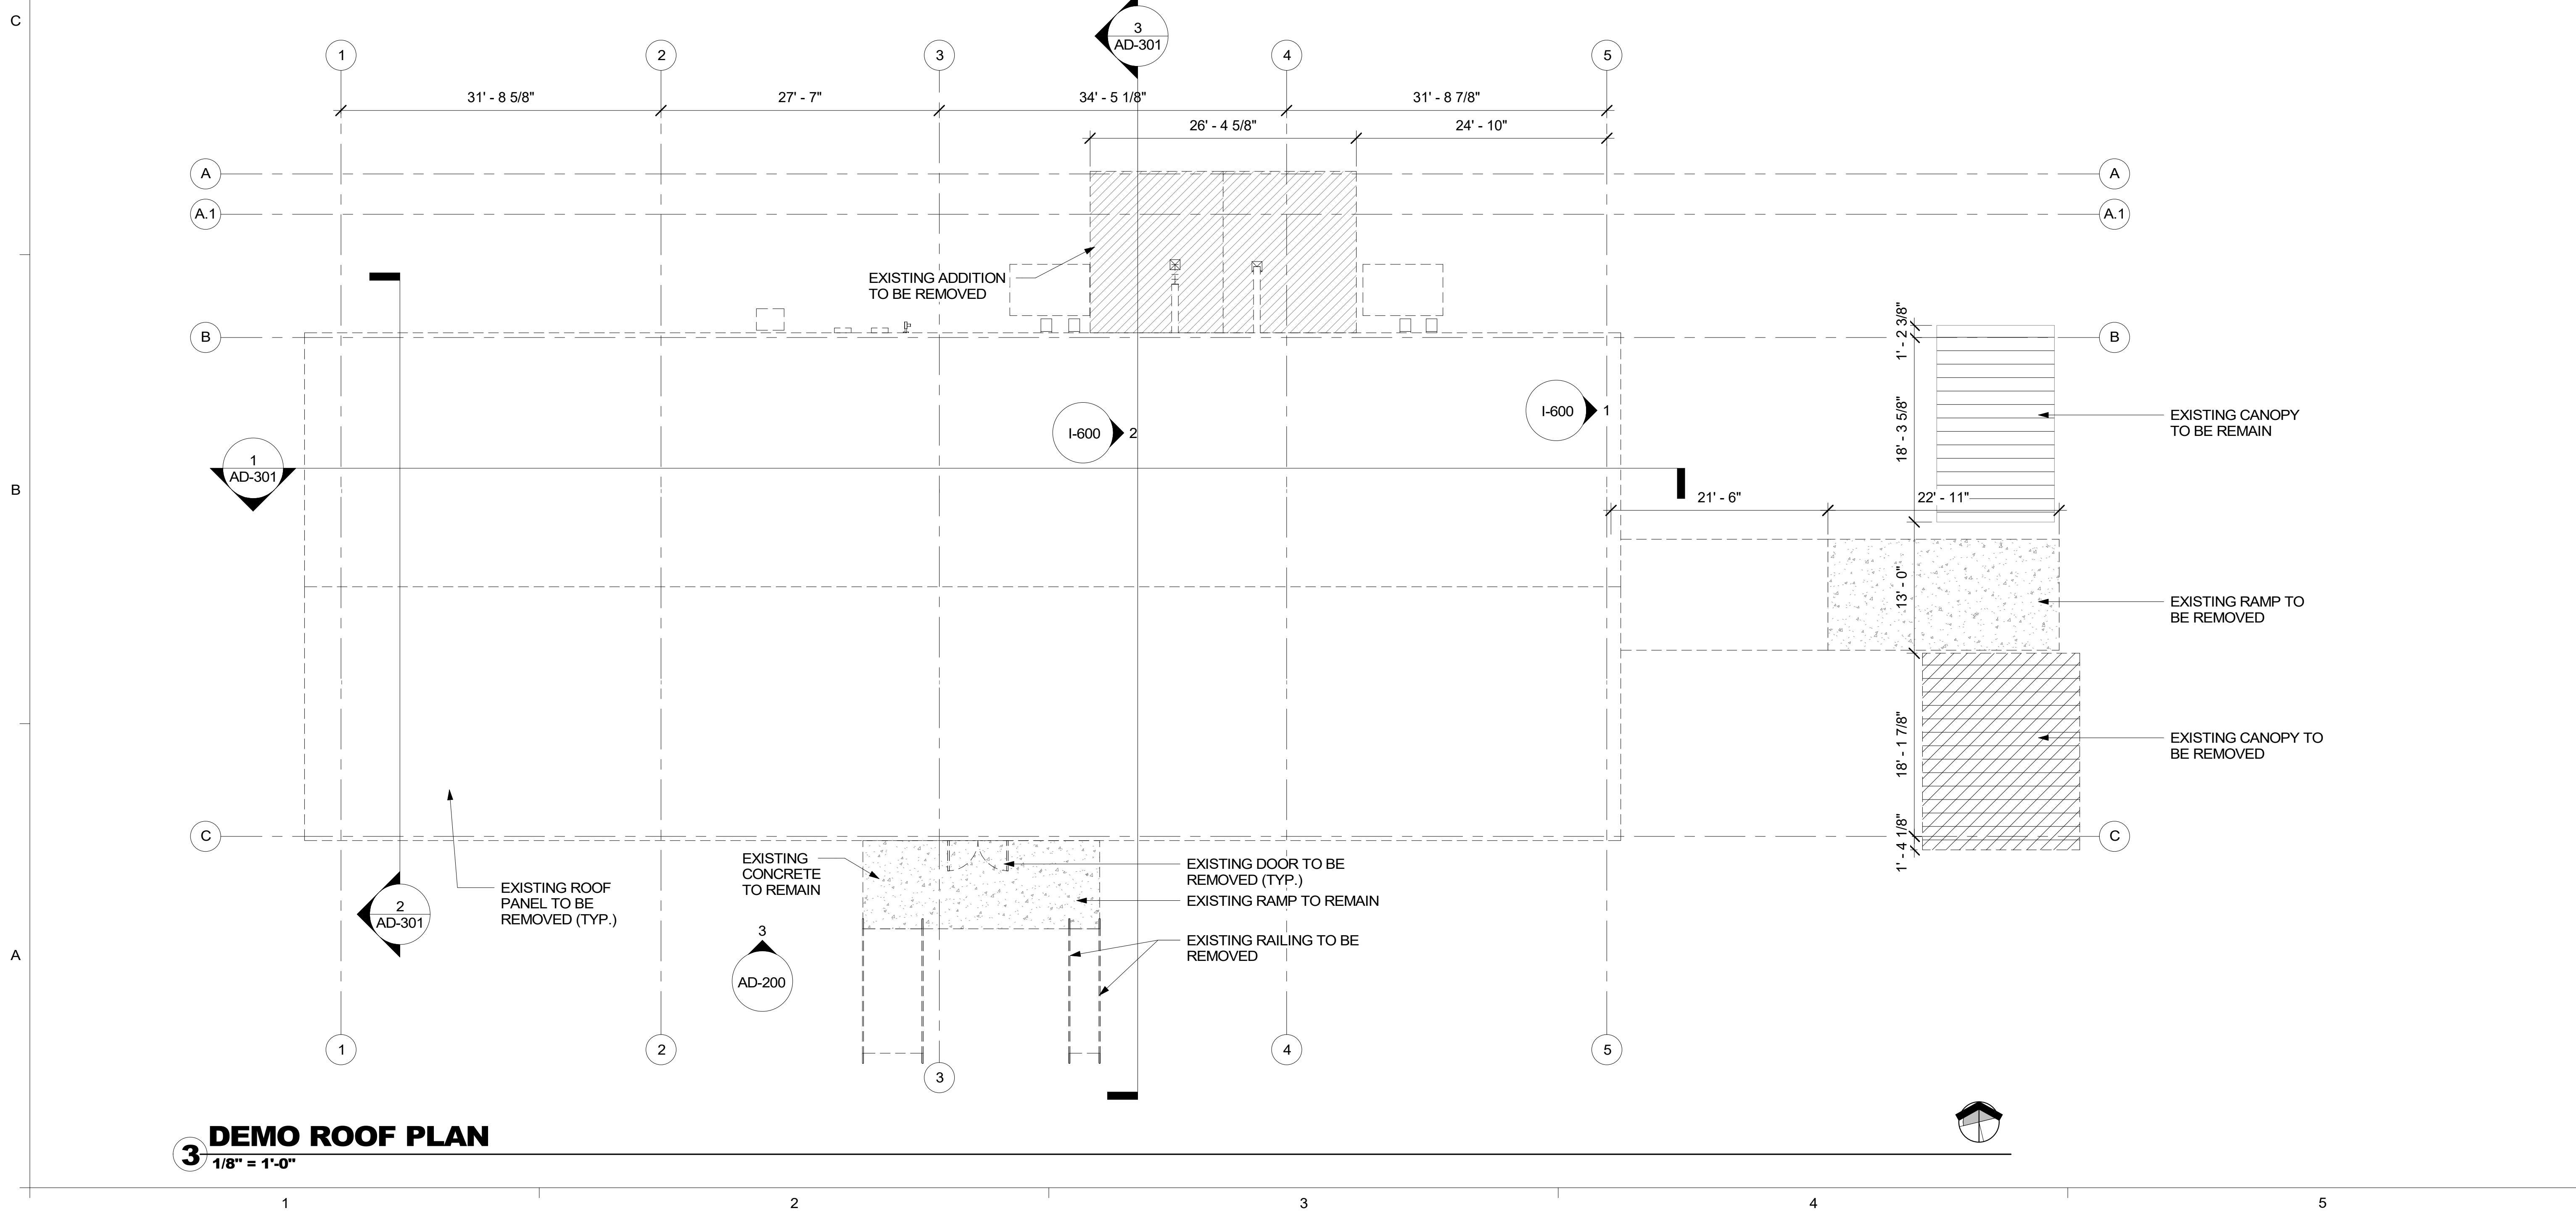 C
3
AD-301
1
2
3
4
5
31' - 8 5/8"
27' - 7"
34' - 5 1/8"
31' - 8 7/8"
26' - 4 5/8"
24' - 10"
A
A
A.1
A.1
EXISTING ADDITION
TO BE REMOVED
B
B
1' - 2 3/8"
18' - 3 5/8"
I-600
1
I-600
2
EXISTING CANOPY
TO BE REMAIN
1
AD-301
B
21' - 6"
22' - 11"
13' - 0"
EXISTING RAMP TO
BE REMOVED
18' - 1 7/8"
EXISTING CANOPY TO
BE REMOVED
C
C
1' - 4 1/8"
EXISTING
CONCRETE
TO REMAIN
EXISTING DOOR TO BE
REMOVED (TYP.)
EXISTING RAMP TO REMAIN
EXISTING ROOF
PANEL TO BE
REMOVED (TYP.)
2
AD-301
3
AD-200
EXISTING RAILING TO BE
REMOVED
A
1
2
3
4
5
3
DEMO ROOF PLAN
1/8" = 1'-0"
1
2
3
4
5